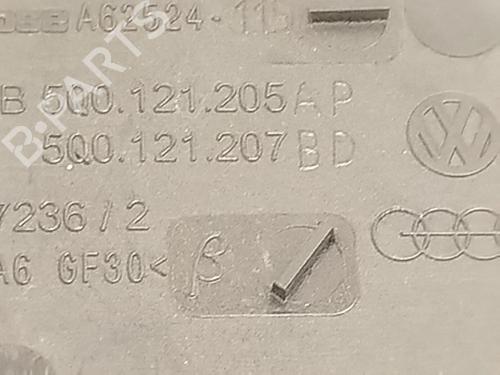 A62524-11
B 5Q0.121.205 A P
5Q0.121.207 B D
7236 / 2
A6 GF30<
β
B-PARTS